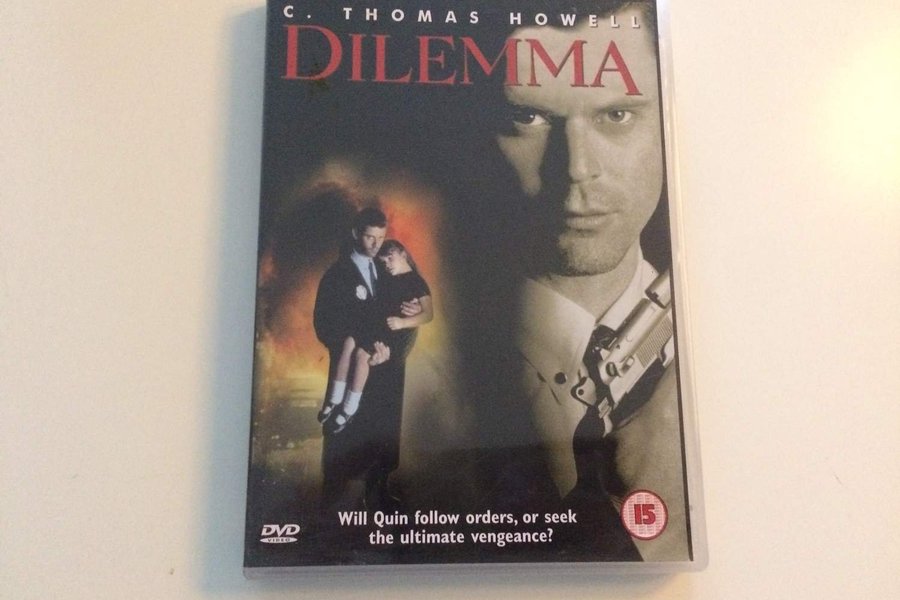 C. THOMAS HOWELL
DILEMMA
Will Quin follow orders, or seek
the ultimate vengeance?
15
DVD
VIDEO